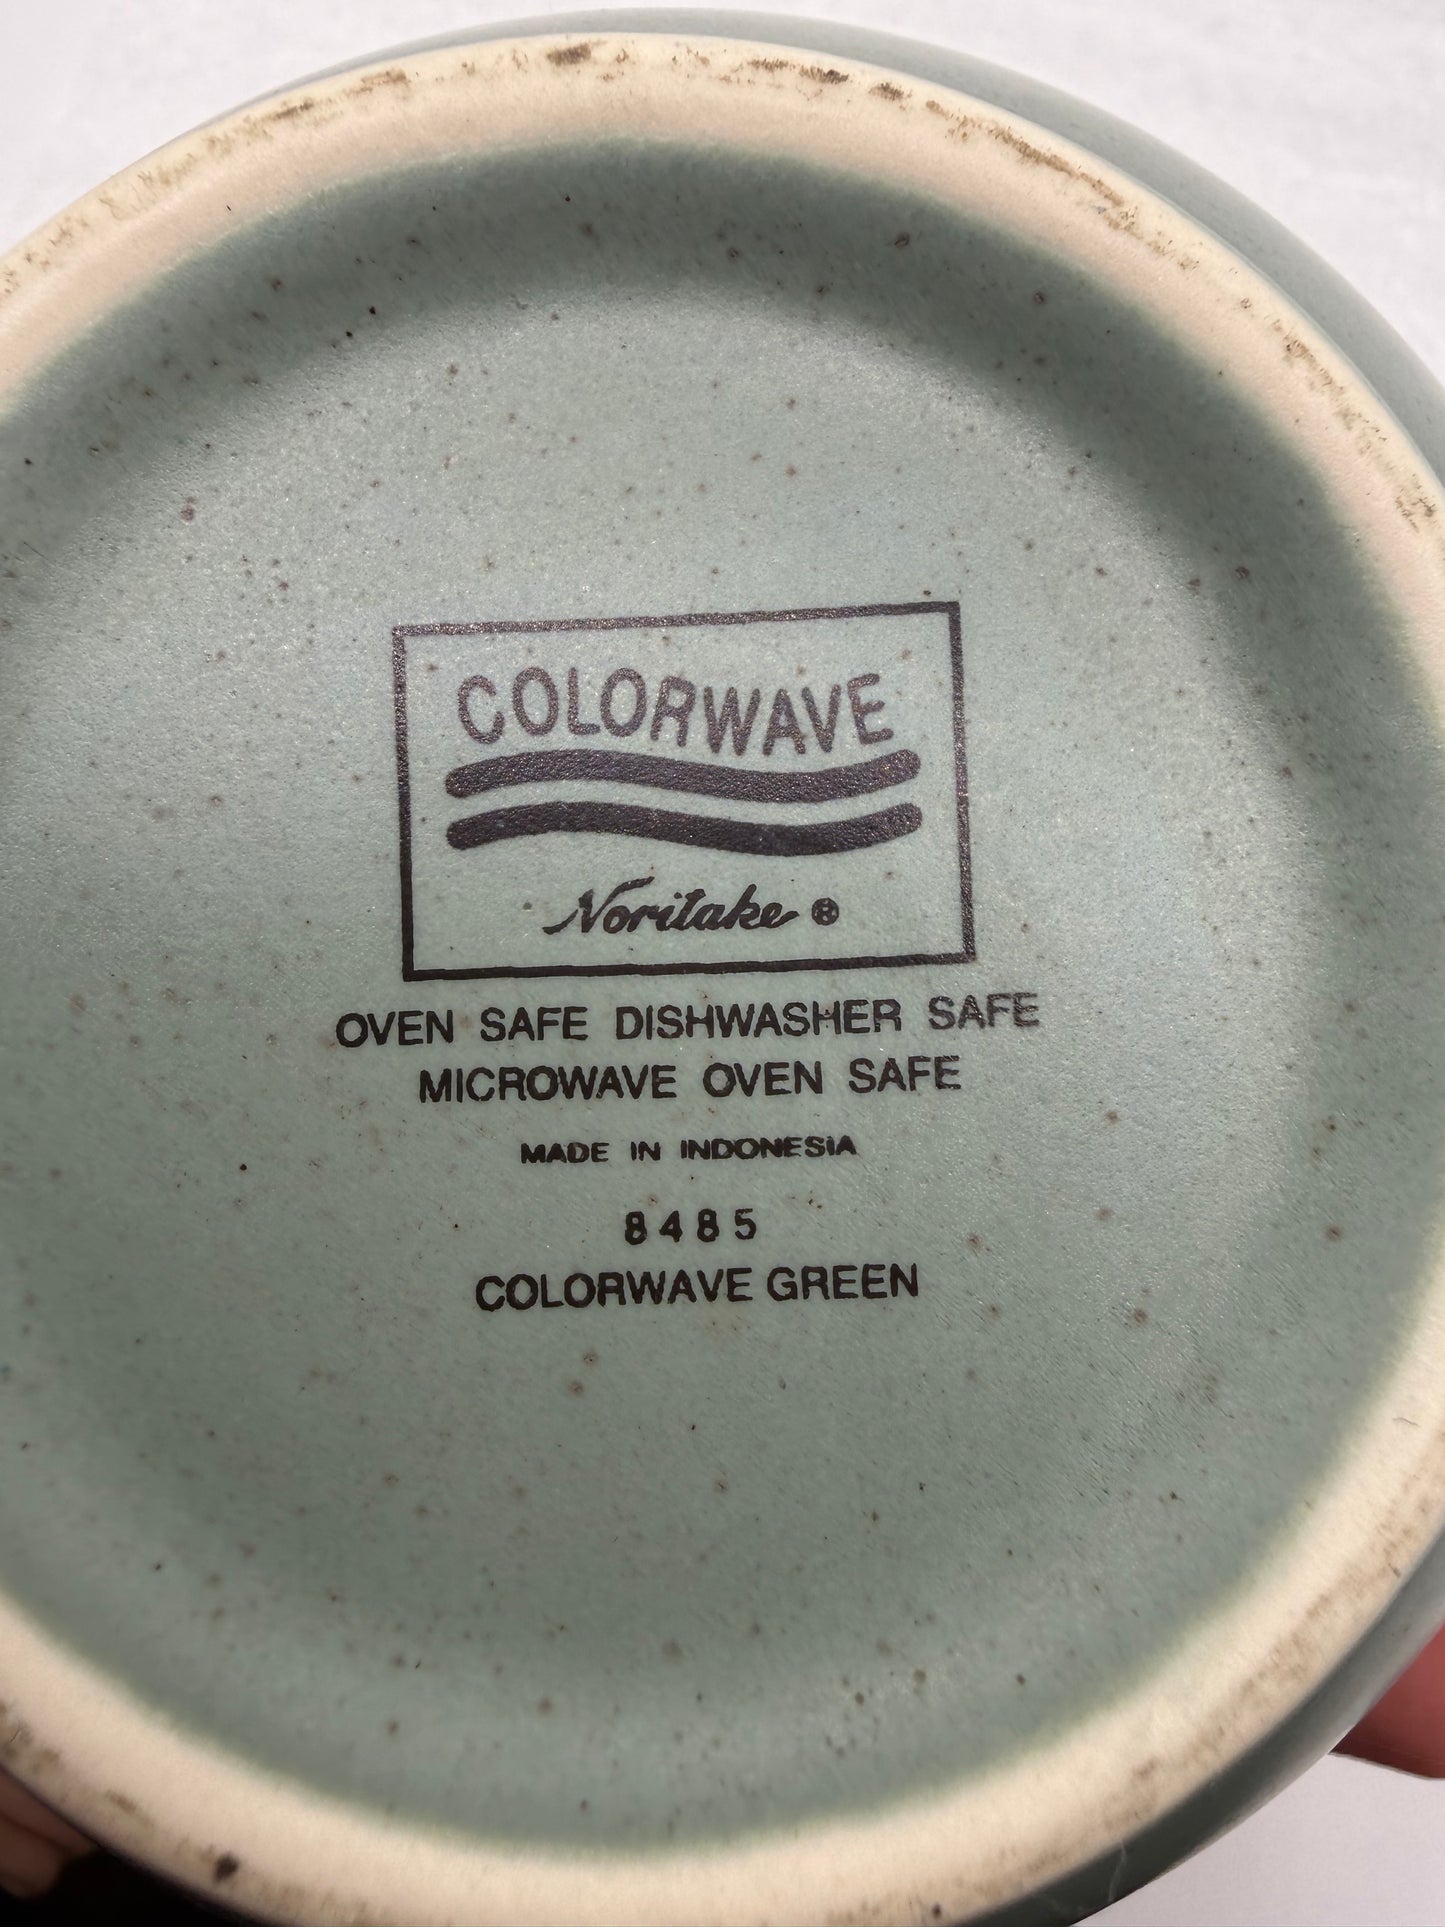 COLORWAVE
Noritake ®
OVEN SAFE DISHWASHER SAFE
MICROWAVE OVEN SAFE
MADE IN INDONESIA
8485
COLORWAVE GREEN